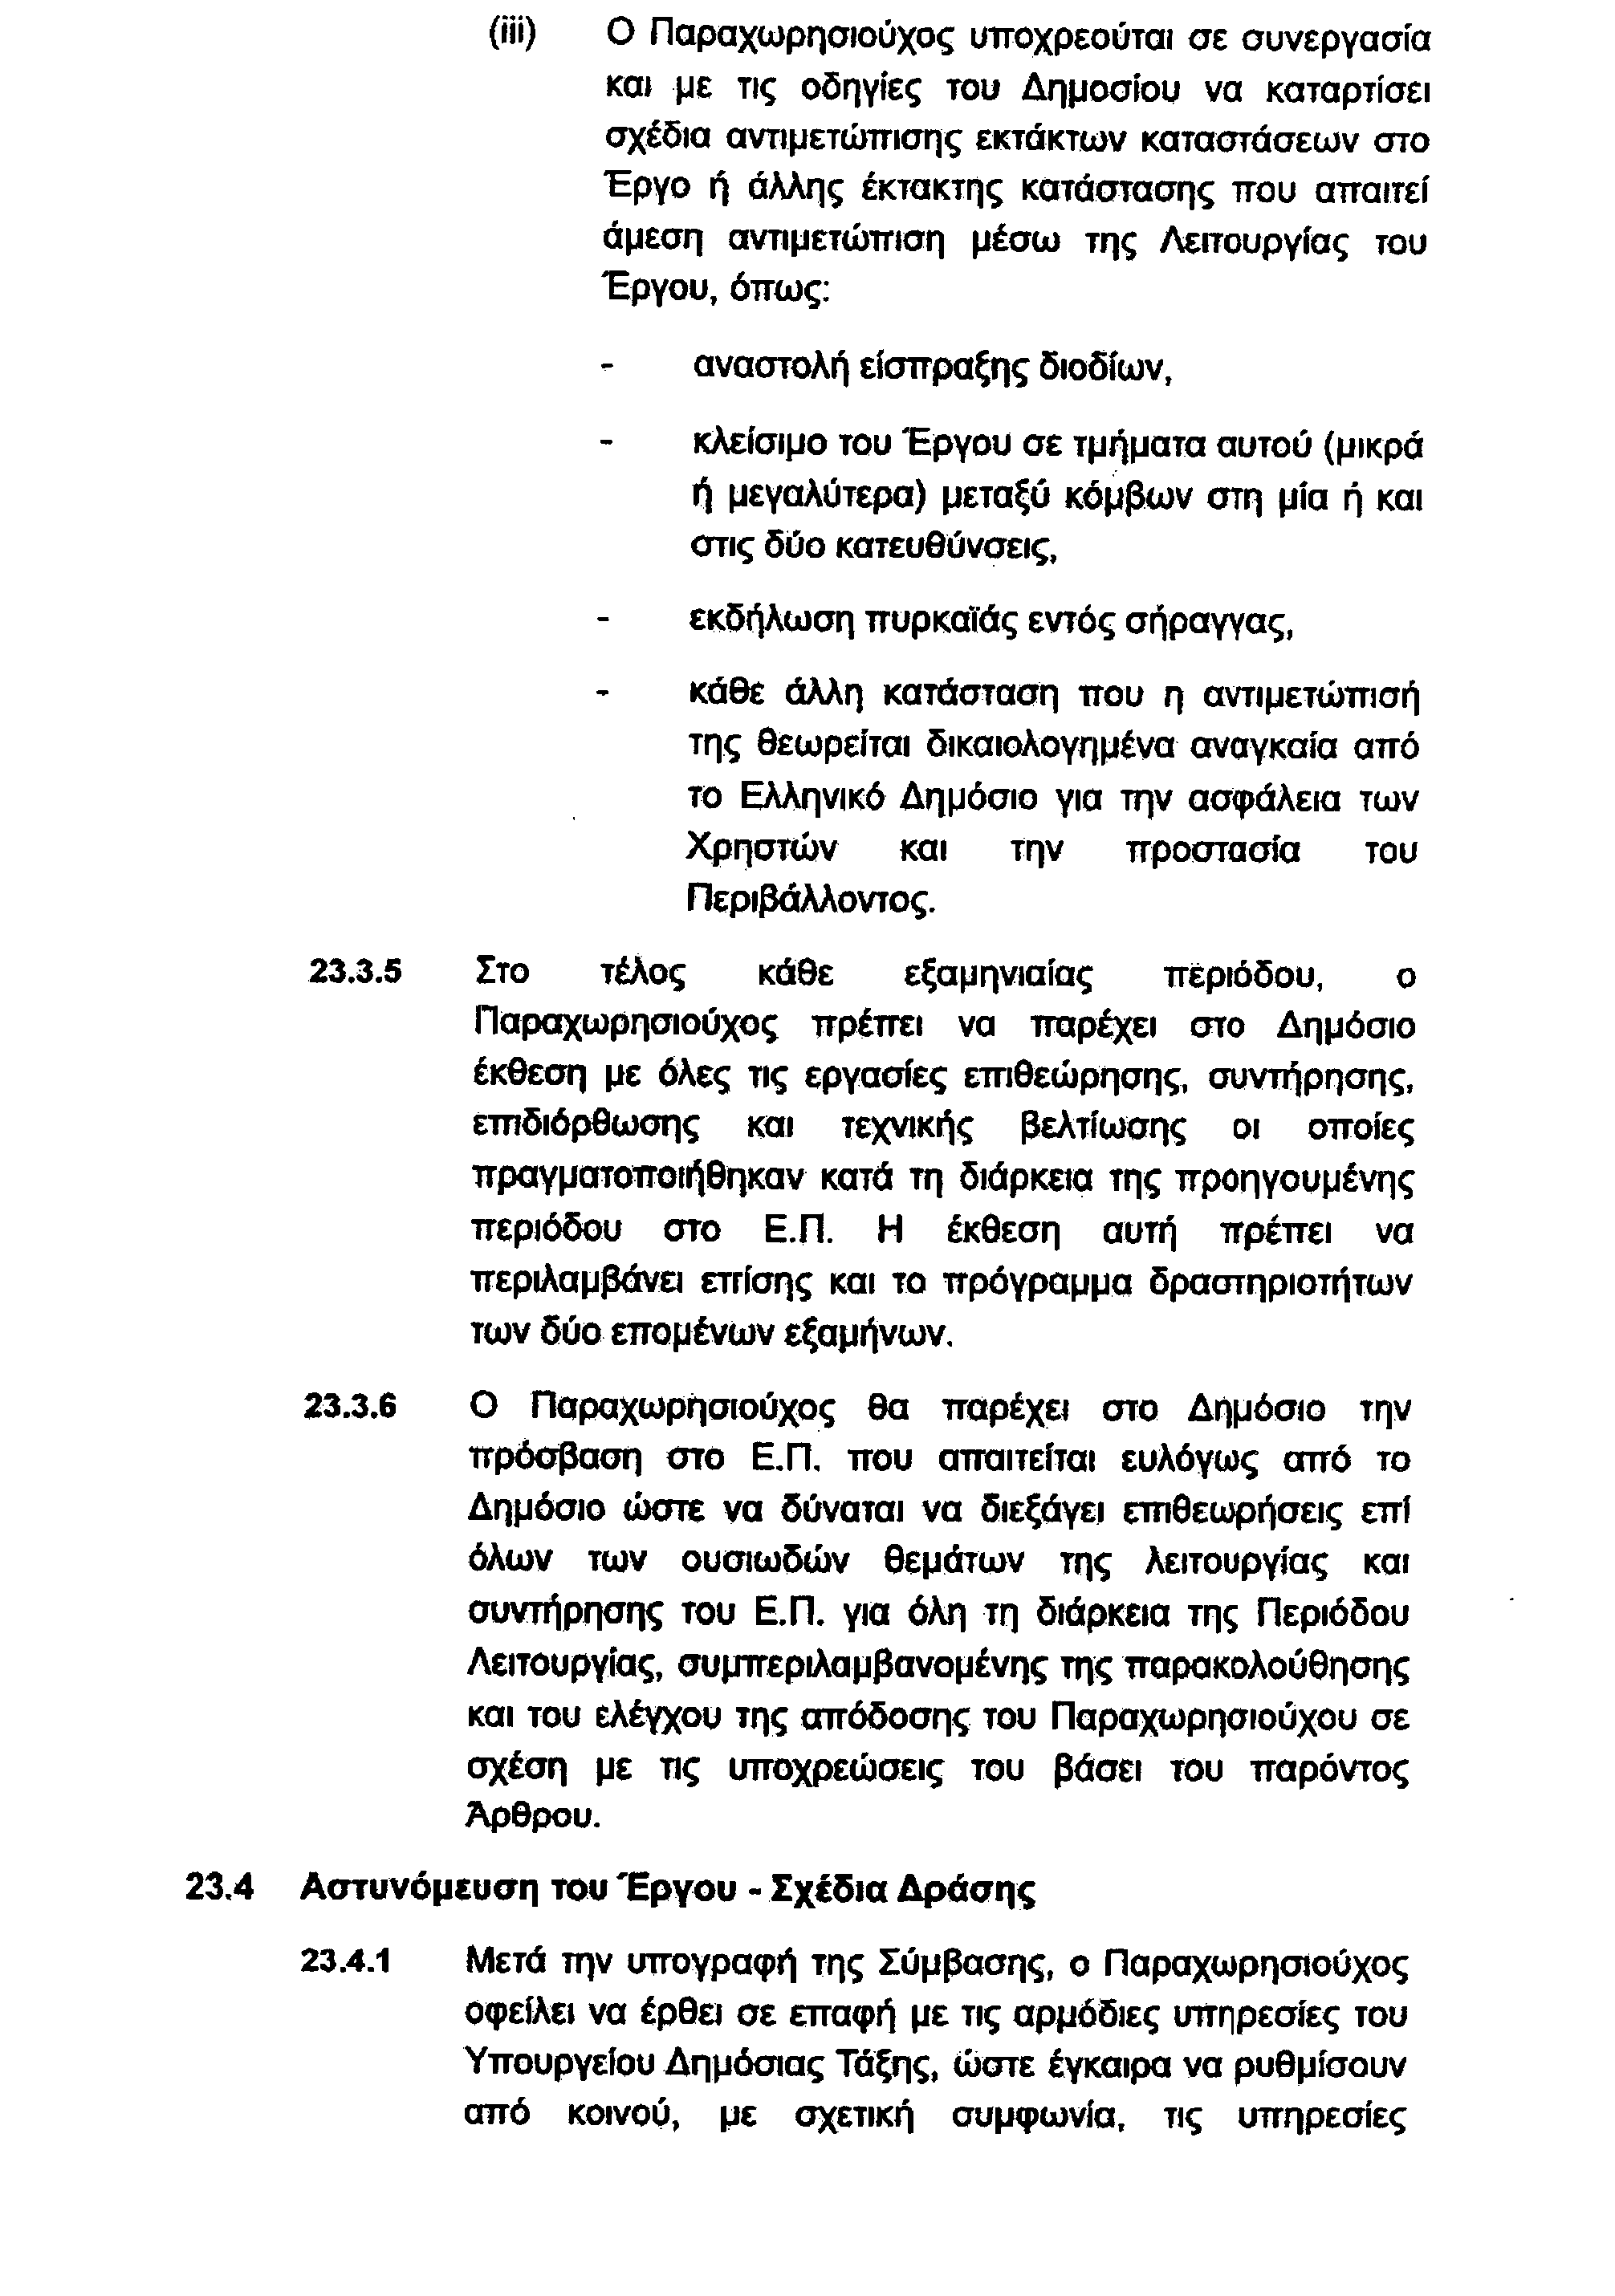 (iii) Ο Παραχωρησιούχος υποχρεούται σε συνεργασία
και με τις οδηγίες του Δημοσίου να καταρτίσει
σχέδια αντιμετώπισης εκτάκτων καταστάσεων στο
Έργο ή άλλης έκτακτης κατάστασης που απαιτεί
άμεση αντιμετώπιση μέσω της Λειτουργίας του
Έργου, όπως:
- αναστολή είσπραξης διοδίων,
- κλείσιμο του Έργου σε τμήματα αυτού (μικρά
ή μεγαλύτερα) μεταξύ κόμβων στη μία ή και
στις δύο κατευθύνσεις,
- εκδήλωση πυρκαϊάς εντός σήραγγας,
- κάθε άλλη κατάσταση που η αντιμετώπισή
της θεωρείται δικαιολογημένα αναγκαία από
το Ελληνικό Δημόσιο για την ασφάλεια των
Χρηστών και την προστασία του
Περιβάλλοντος.
23.3.5 Στο τέλος κάθε εξαμηνιαίας περιόδου, ο
Παραχωρησιούχος πρέπει να παρέχει στο Δημόσιο
έκθεση με όλες τις εργασίες επιθεώρησης, συντήρησης,
επιδιόρθωσης και τεχνικής βελτίωσης οι οποίες
πραγματοποιήθηκαν κατά τη διάρκεια της προηγουμένης
περιόδου στο Ε.Π. Η έκθεση αυτή πρέπει να
περιλαμβάνει επίσης και το πρόγραμμα δραστηριοτήτων
των δύο επομένων εξαμήνων.
23.3.6 Ο Παραχωρησιούχος θα παρέχει στο Δημόσιο την
πρόσβαση στο Ε.Π. που απαιτείται ευλόγως από το
Δημόσιο ώστε να δύναται να διεξάγει επιθεωρήσεις επί
όλων των ουσιωδών θεμάτων της λειτουργίας και
συντήρησης του Ε.Π. για όλη τη διάρκεια της Περιόδου
Λειτουργίας, συμπεριλαμβανομένης της παρακολούθησης
και του ελέγχου της απόδοσης του Παραχωρησιούχου σε
σχέση με τις υποχρεώσεις του βάσει του παρόντος
Άρθρου.
23.4 Αστυνόμευση του Έργου - Σχέδια Δράσης
23.4.1 Μετά την υπογραφή της Σύμβασης, ο Παραχωρησιούχος
οφείλει να έρθει σε επαφή με τις αρμόδιες υπηρεσίες του
Υπουργείου Δημόσιας Τάξης, ώστε έγκαιρα να ρυθμίσουν
από κοινού, με σχετική συμφωνία, τις υπηρεσίες